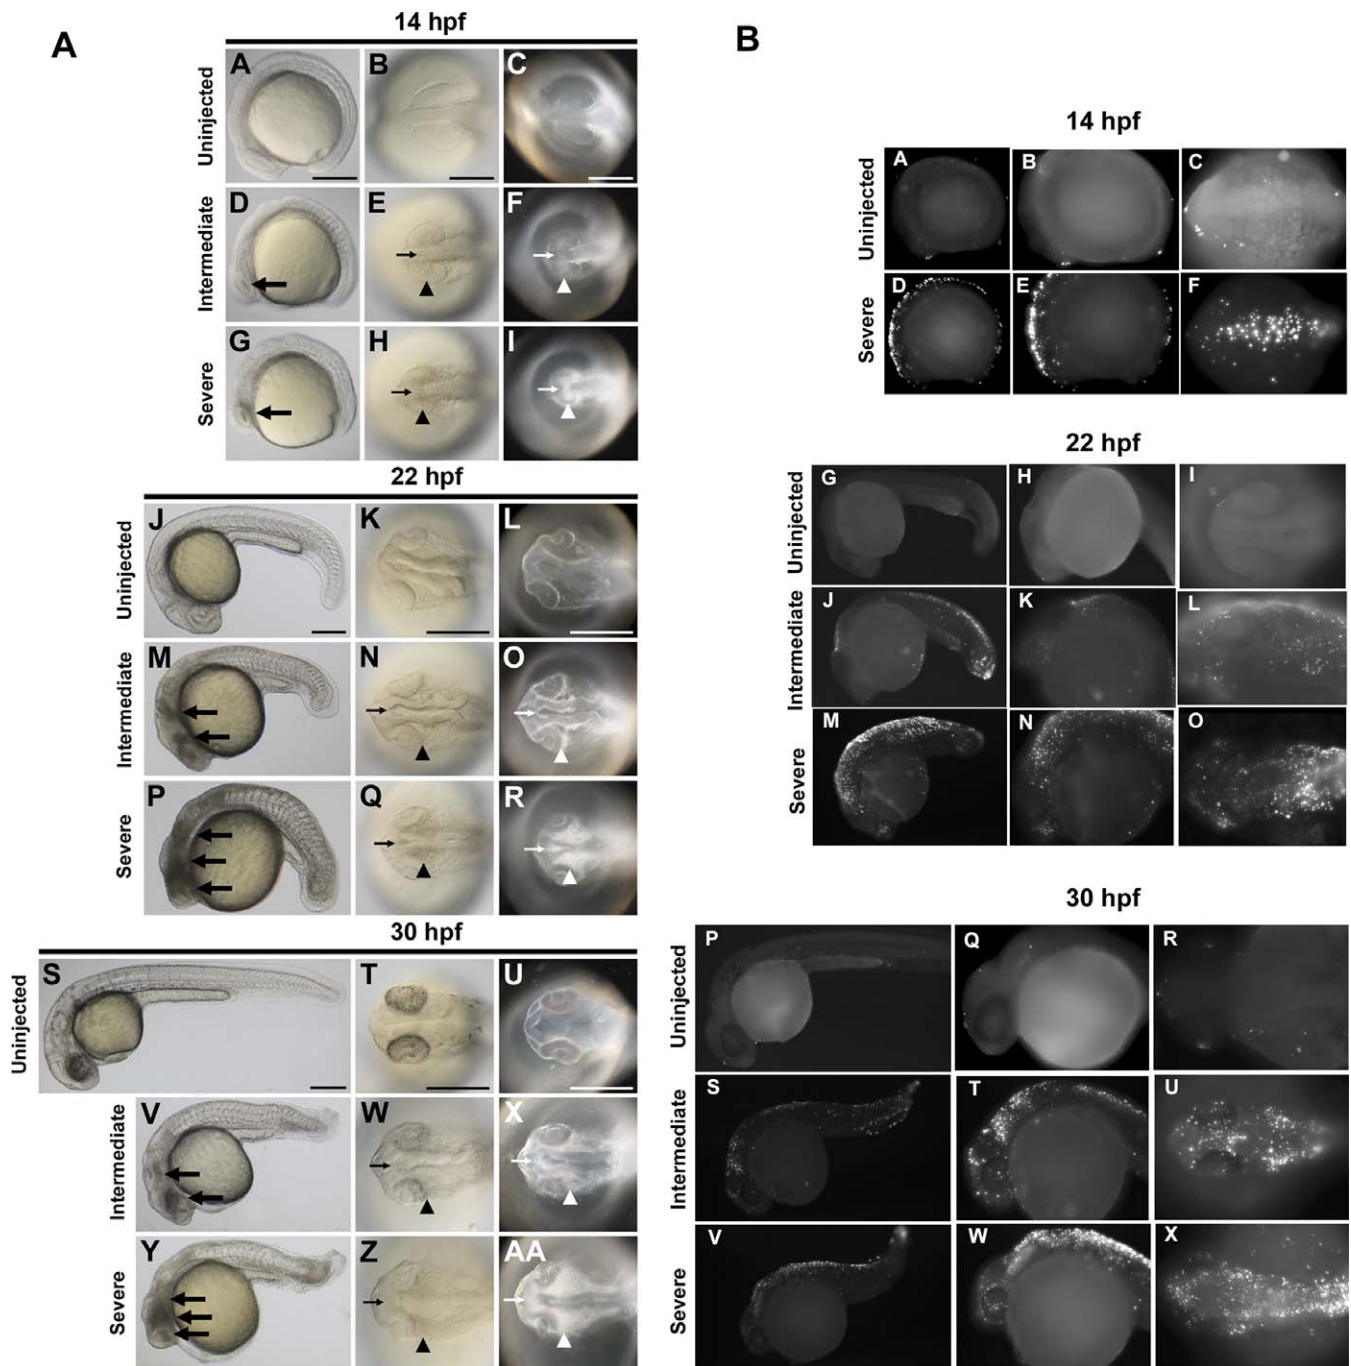 A
14 hpf
Uninjected
A
B
C
Intermediate
D
E
F
Severe
G
H
I
22 hpf
Uninjected
J
K
L
Intermediate
M
N
O
Severe
P
Q
R
30 hpf
Uninjected
S
T
U
Intermediate
V
W
X
Severe
Y
Z
AA
B
14 hpf
Uninjected
A
B
C
Severe
D
E
F
22 hpf
Uninjected
G
H
I
Intermediate
J
K
L
Severe
M
N
O
30 hpf
Uninjected
P
Q
R
Intermediate
S
T
U
Severe
V
W
X